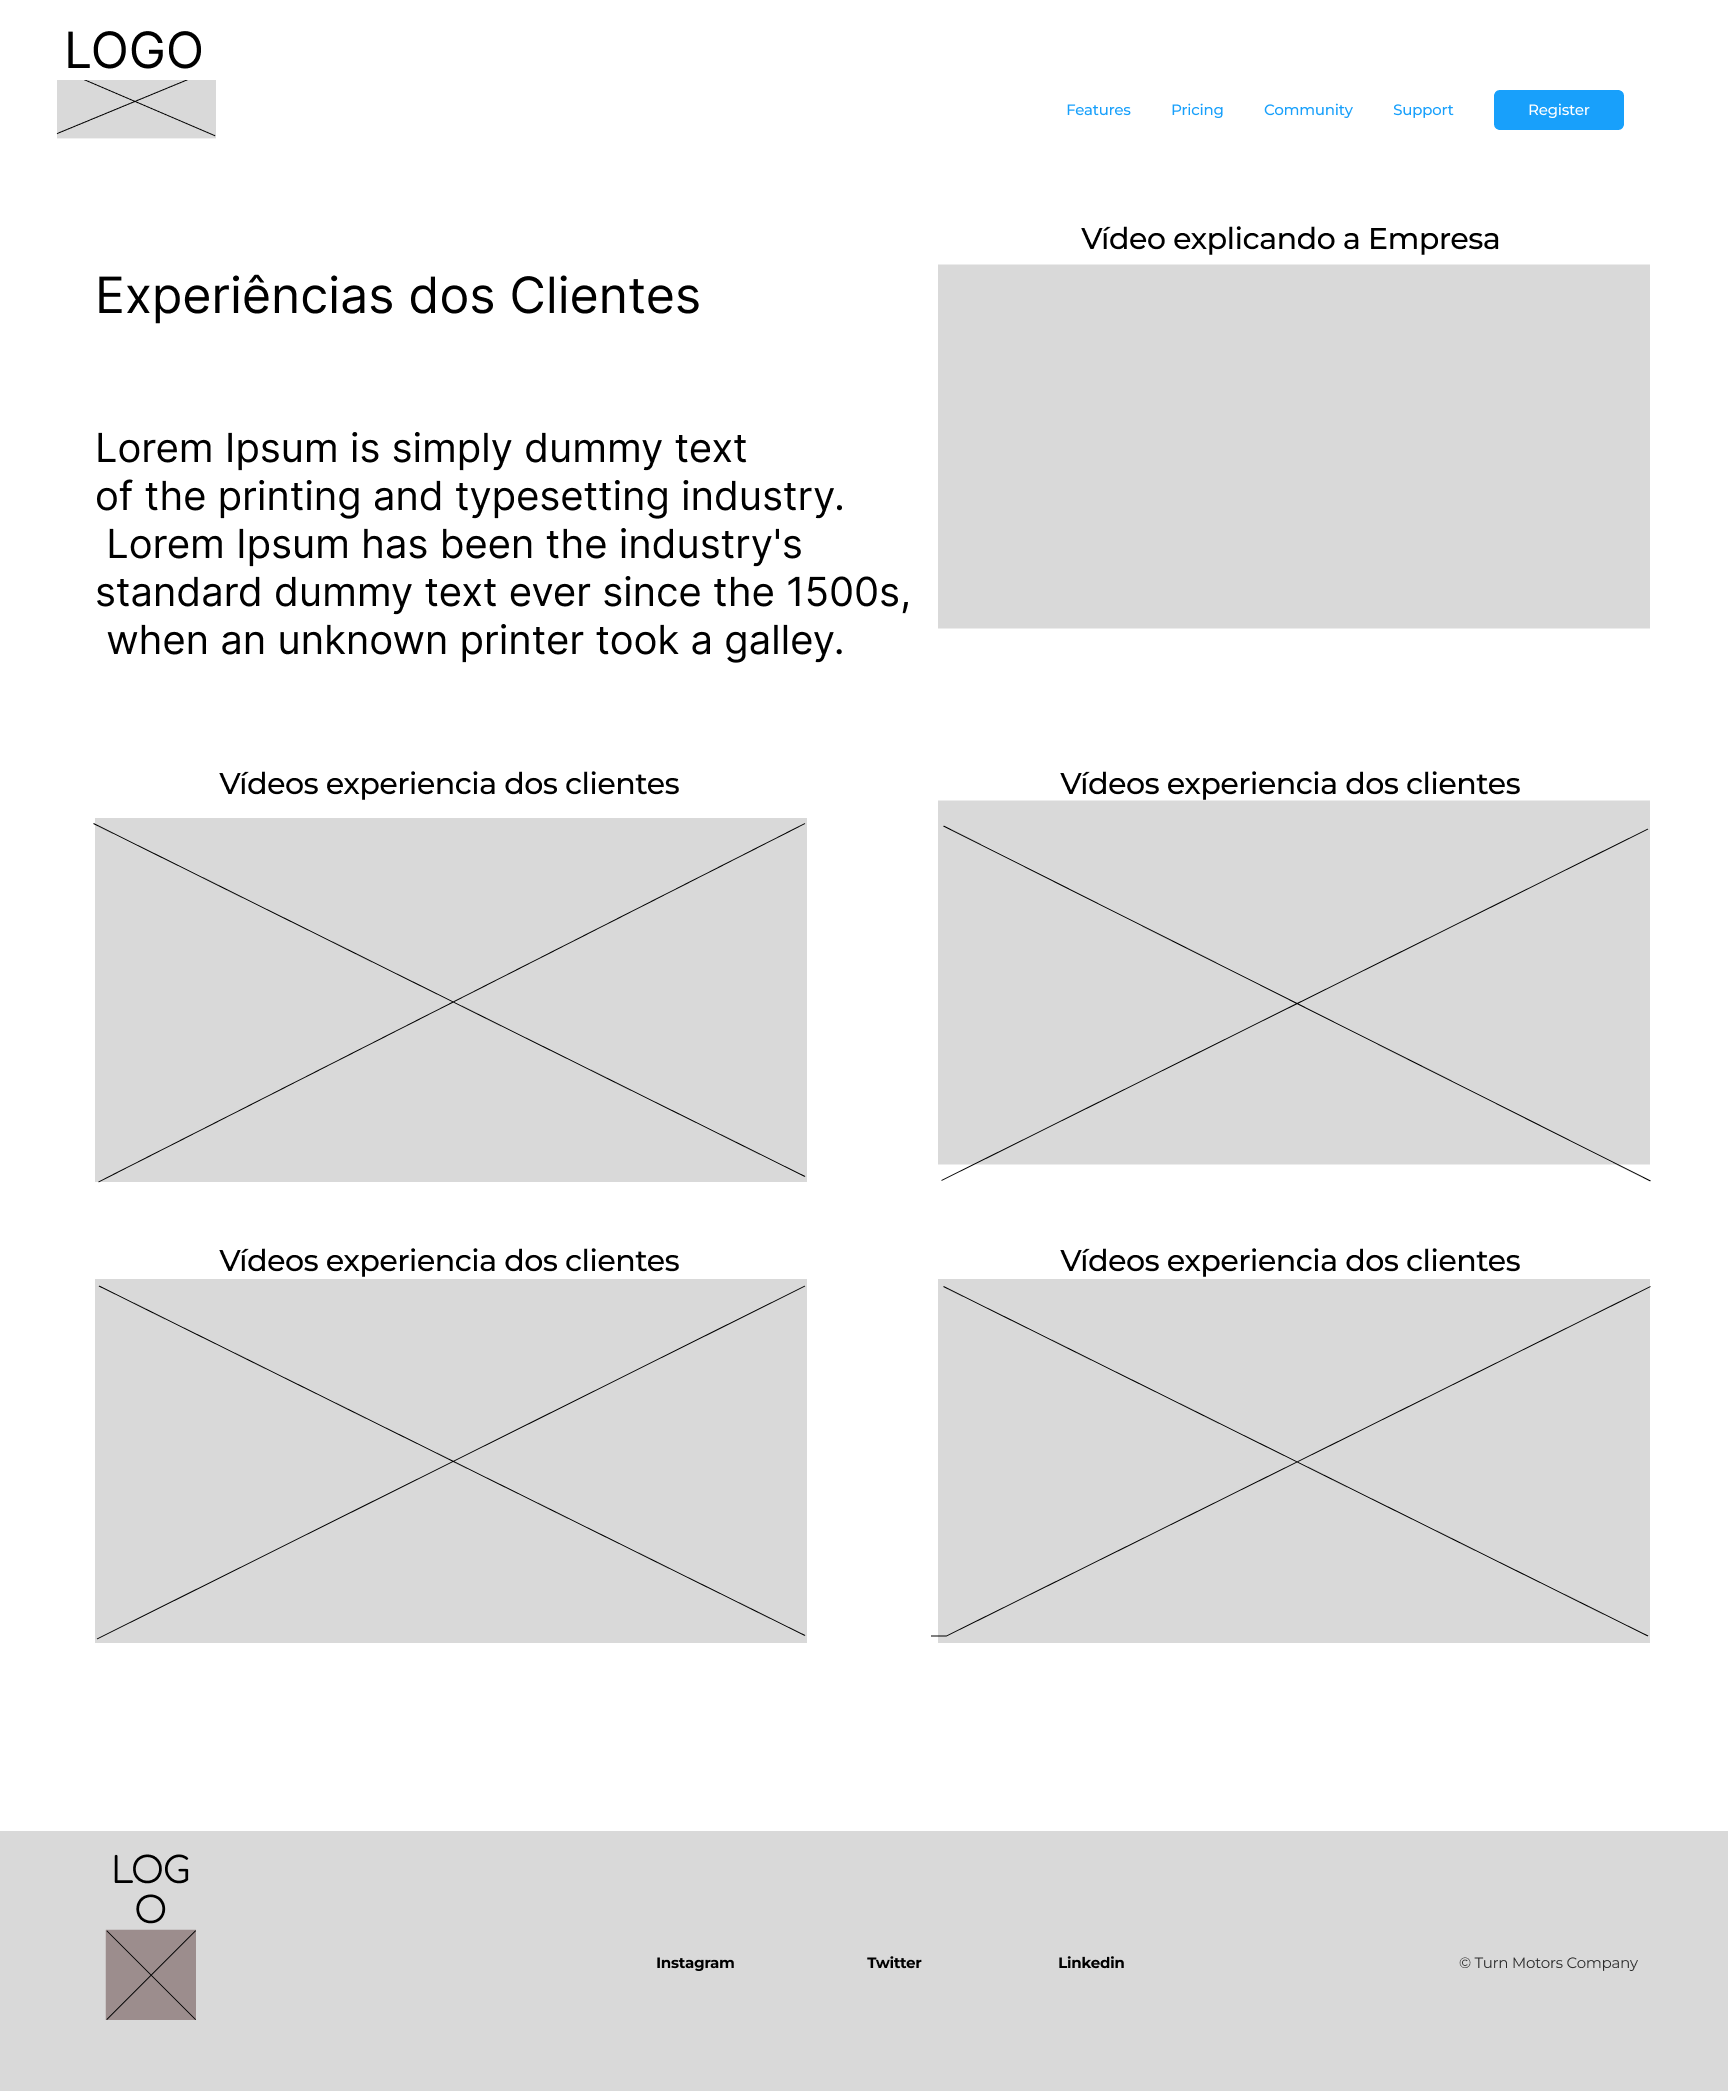 LOGO
Features Pricing Community Support Register
Vídeo explicando a Empresa
Experiências dos Clientes
Lorem Ipsum is simply dummy text
of the printing and typesetting industry.
Lorem Ipsum has been the industry's
standard dummy text ever since the 1500s,
when an unknown printer took a galley.
Vídeos experiencia dos clientes
Vídeos experiencia dos clientes
Vídeos experiencia dos clientes
Vídeos experiencia dos clientes
LOG
O
Instagram Twitter Linkedin © Turn Motors Company